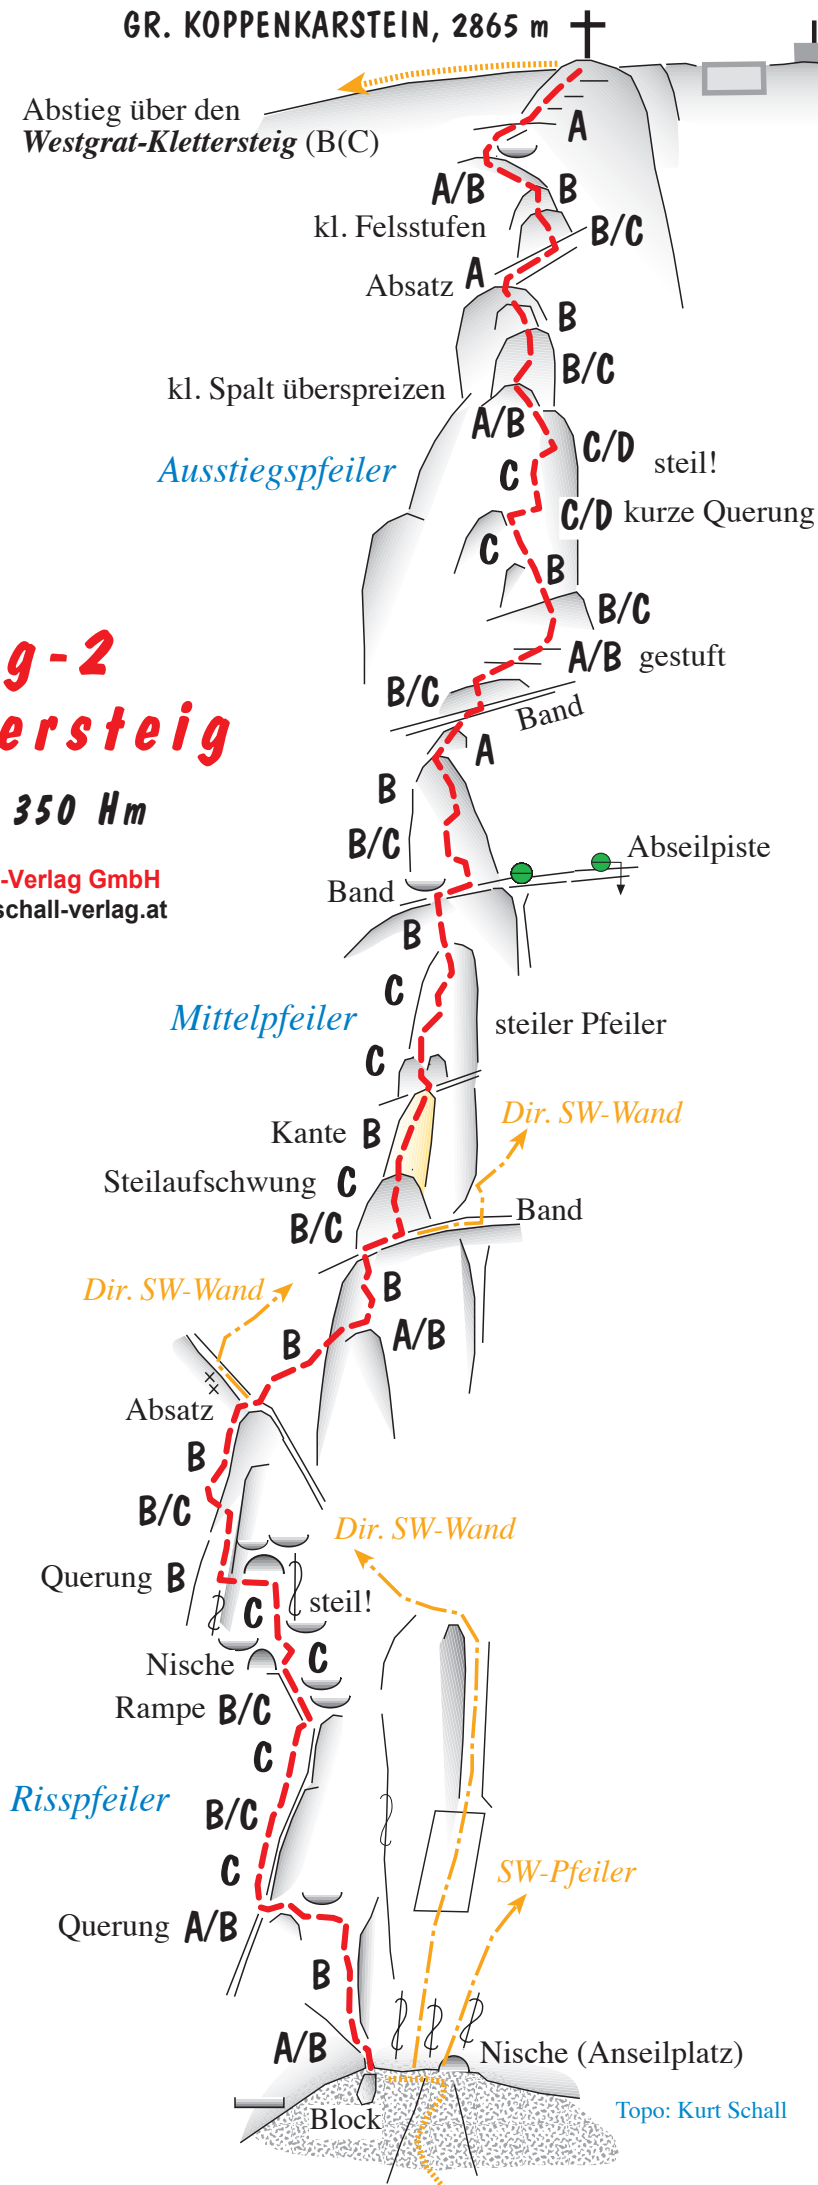 GR. KOPPENKARSTEIN, 2865 m
Abstieg über den
Westgrat-Klettersteig (B(C)
A
A/B
B
kl. Felsstufen
B/C
Absatz A
B
B/C
kl. Spalt überspreizen
A/B
C/D steil!
Ausstiegspfeiler
C
C/D kurze Querung
C
B
B/C
g-2
A/B gestuft
B/C
Band
ersteig
A
B
350 Hm
B/C
Abseilpiste
-Verlag GmbH
Band
schall-verlag.at
B
C
Mittelpfeiler
steiler Pfeiler
C
Dir. SW-Wand
Kante B
Steilaufschwung C
Band
B/C
Dir. SW-Wand
B
A/B
B
Absatz
B
B/C
Dir. SW-Wand
Querung B
C
steil!
Nische
C
Rampe B/C
C
Risspfeiler
B/C
C
SW-Pfeiler
Querung A/B
B
A/B
Nische (Anseilplatz)
Block
Topo: Kurt Schall